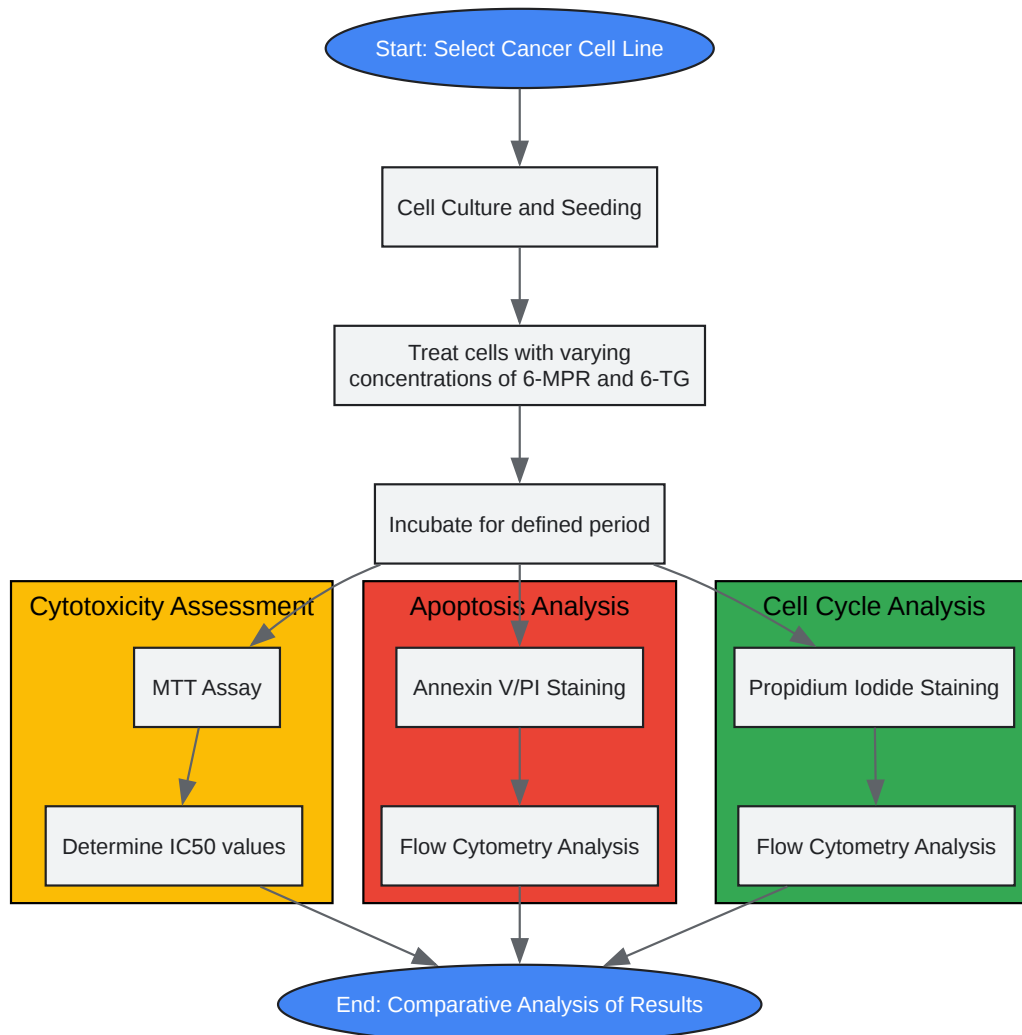 Start: Select Cancer Cell Line
Cell Culture and Seeding
Treat cells with varying
concentrations of 6-MPR and 6-TG
Incubate for defined period
Cytotoxicity Assessment
MTT Assay
Determine IC50 values
Apoptosis Analysis
Annexin V/PI Staining
Flow Cytometry Analysis
Cell Cycle Analysis
Propidium Iodide Staining
Flow Cytometry Analysis
End: Comparative Analysis of Results